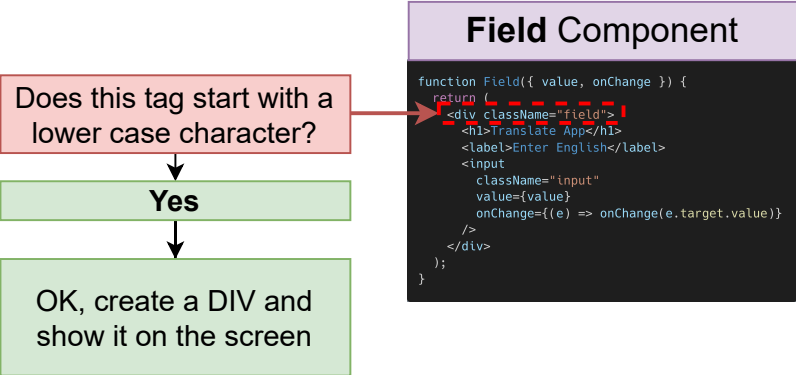 Field Component
function Field({ value, onChange }) {
return (
<div className="field">
<h1>Translate App</h1>
<label>Enter English</label>
<input
className="input"
value={value}
onChange={(e) => onChange(e.target.value)}
/>
</div>
);
}
Does this tag start with a
lower case character?
Yes
OK, create a DIV and
show it on the screen